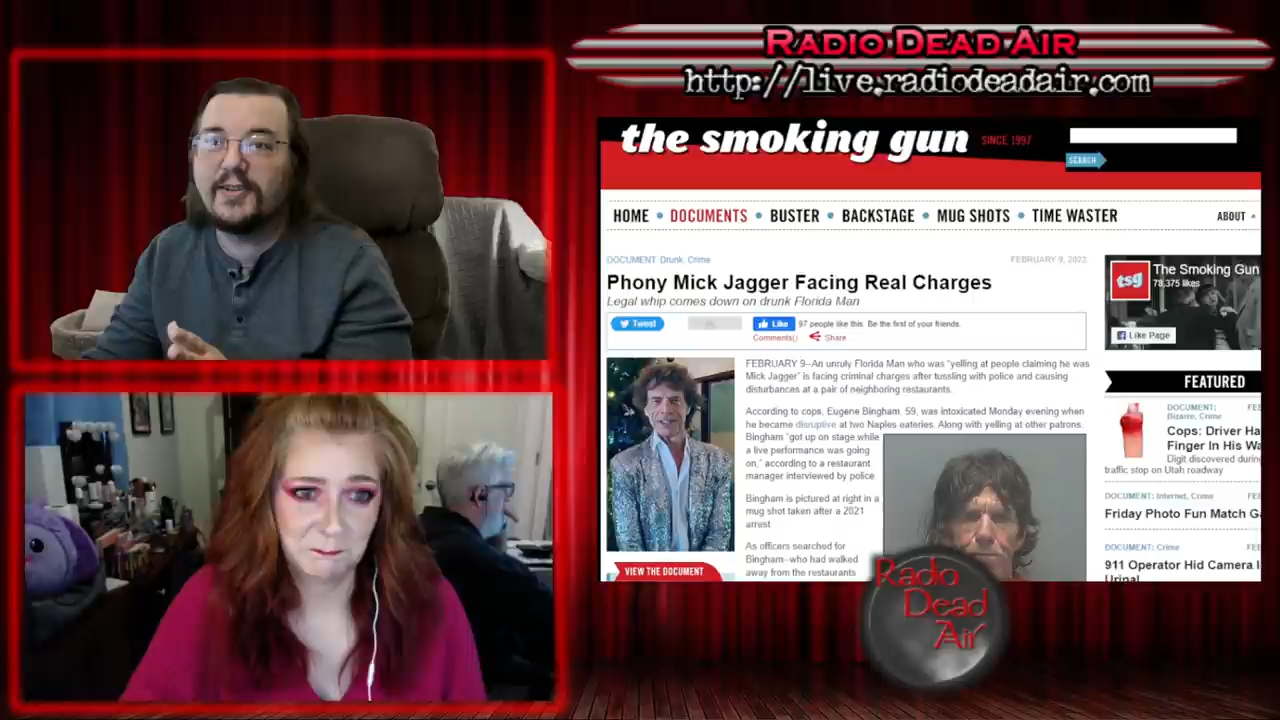 Radio Dead Air
http://live.radiodeadair.com
the smoking gun SINCE 1997
SEARCH
HOME • DOCUMENTS • BUSTER • BACKSTAGE • MUG SHOTS • TIME WASTER
ABOUT
DOCUMENT: Drunk, Crime
FEBRUARY 9, 2022
Phony Mick Jagger Facing Real Charges
Legal whip comes down on drunk Florida Man
Tweet
Like
97 people like this. Be the first of your friends.
Comments()
Share
FEBRUARY 9--An unruly Florida Man who was "yelling at people claiming he was
Mick Jagger" is facing criminal charges after tussling with police and causing
disturbances at a pair of neighboring restaurants.
According to cops, Eugene Bingham, 59, was intoxicated Monday evening when
he became disruptive at two Naples eateries. Along with yelling at other patrons,
Bingham "got up on stage while
a live performance was going
on," according to a restaurant
manager interviewed by police.
Bingham is pictured at right in a
mug shot taken after a 2021
arrest
As officers searched for
Bingham--who had walked
away from the restaurants
VIEW THE DOCUMENT
tsg
The Smoking Gun
78,375 likes
Like Page
FEATURED
DOCUMENT:
Bizarre, Crime
FEB
Cops: Driver Ha
Finger In His Wa
Digit discovered during
traffic stop on Utah roadway
DOCUMENT: Internet, Crime
FEB
Friday Photo Fun Match Ga
DOCUMENT: Crime
FEB
911 Operator Hid Camera I
Urinal
Radio
Dead
Air